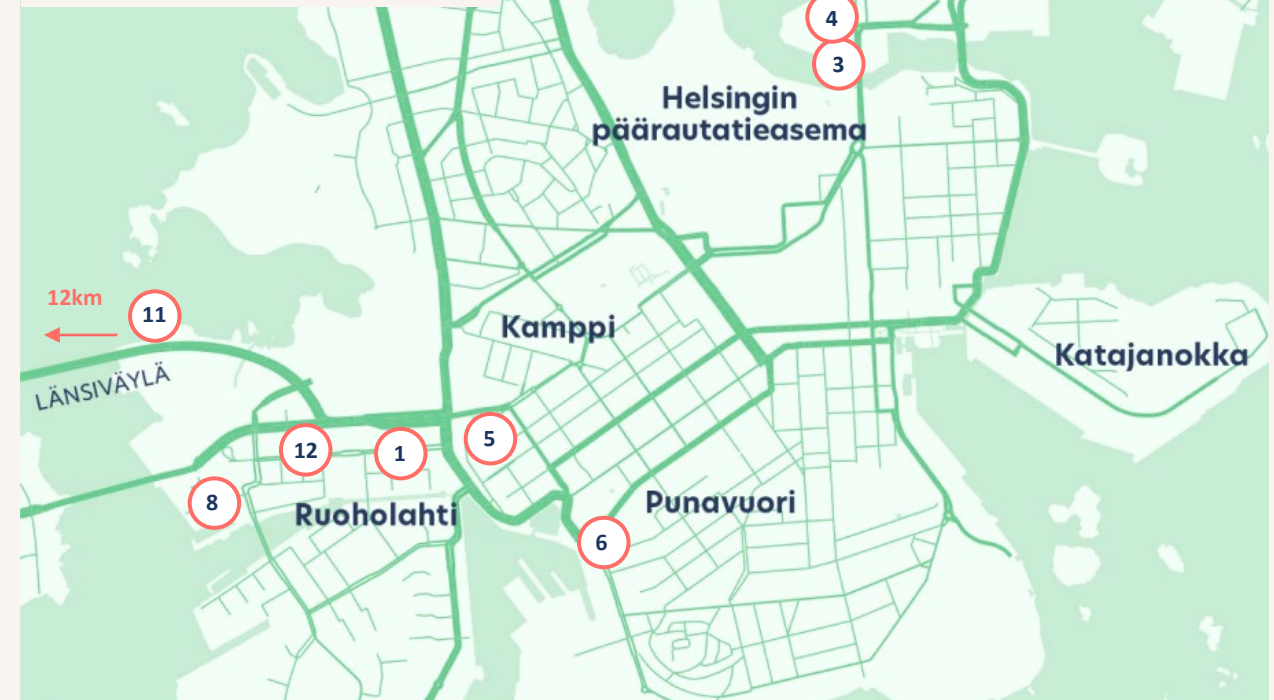 4
3
Helsingin
päärautatieasema
12km
11
Kamppi
Katajanokka
LÄNSIVÄYLÄ
5
12
1
8
Ruoholahti
Punavuori
6